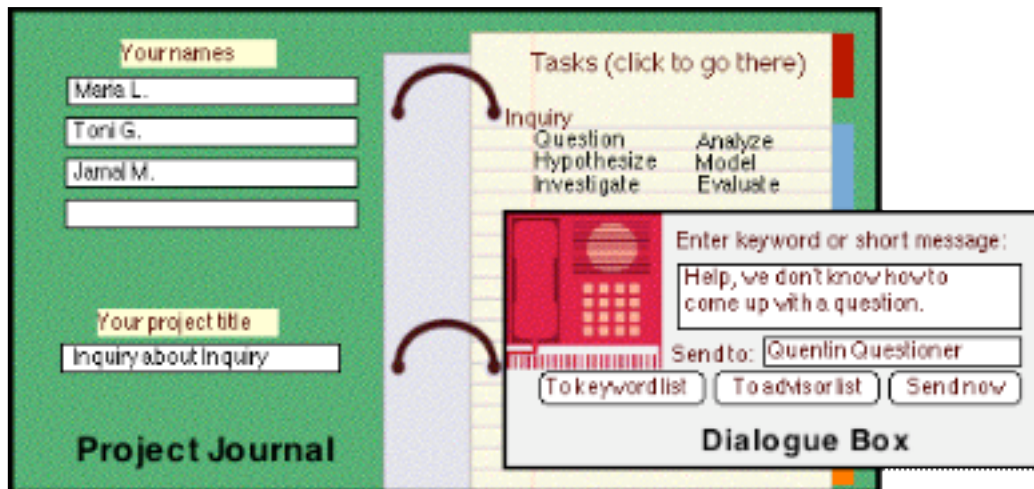 Your names
Maria L.
Toni G.
Jamal M.
Your project title
Inquiry about Inquiry
Project Journal
Tasks (click to go there)
Inquiry
Question Analyze
Hypothesize Model
Investigate Evaluate
Enter keyword or short message:
Help, we don't know how to
come up with a question.
Send to: Quentin Questioner
To keyword list To advisor list Send now
Dialogue Box